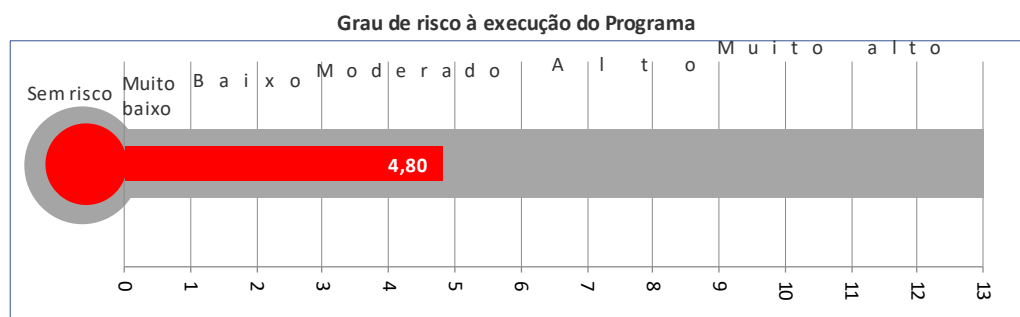 Grau de risco à execução do Programa
Sem risco
Muito
baixo
Baixo
Moderado
Alto
Muito alto
4,80
0
1
2
3
4
5
6
7
8
9
10
11
12
13